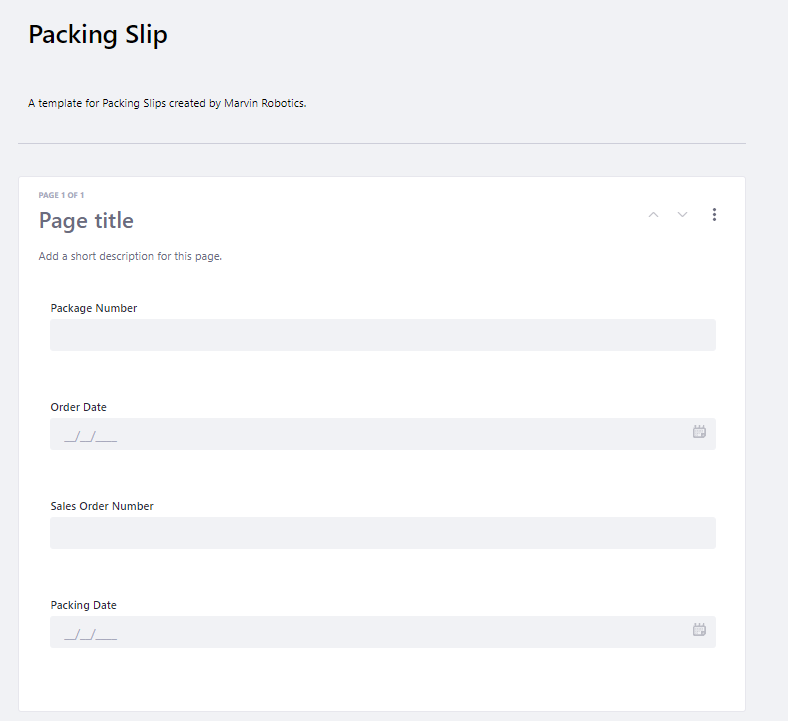 Packing Slip
A template for Packing Slips created by Marvin Robotics.
PAGE 1 OF 1
Page title
Add a short description for this page.
Package Number
Order Date
__/__/____
Sales Order Number
Packing Date
__/__/____